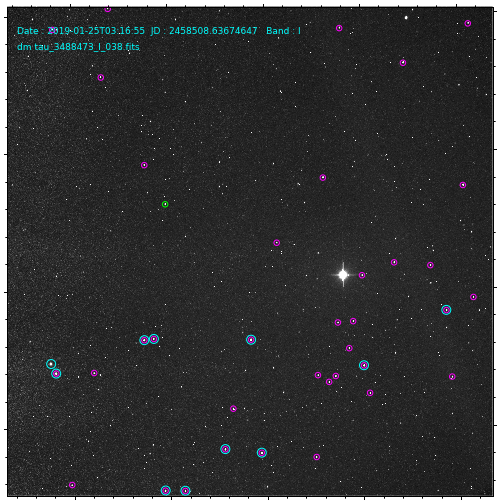 Date : 2019-01-25T03:16:55 JD : 2458508.63674647 Band : I
dm tau_3488473_I_038.fits